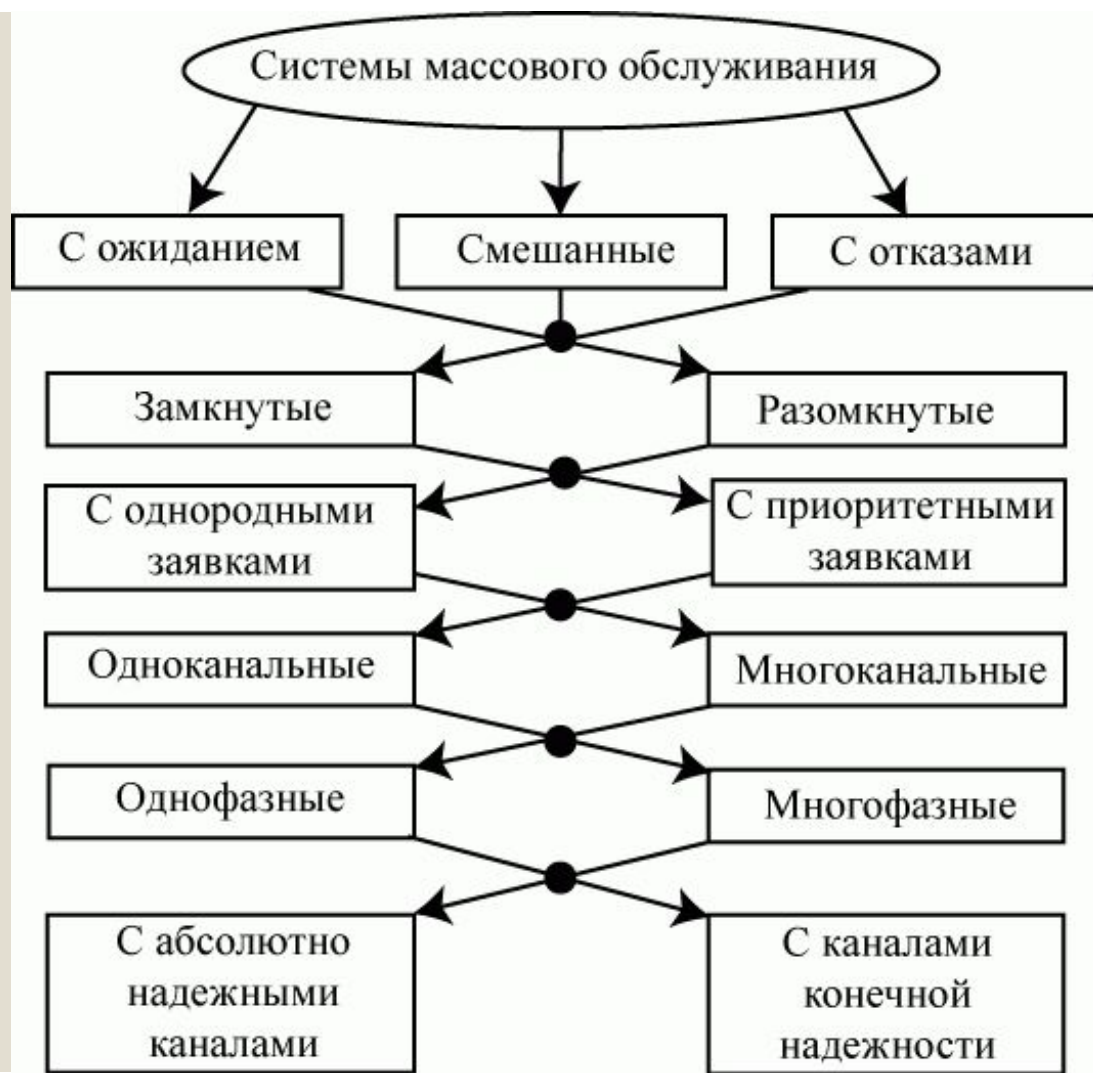 Системы массового обслуживания
С ожиданием
Смешанные
С отказами
Замкнутые
Разомкнутые
С однородными
заявками
С приоритетными
заявками
Одноканальные
Многоканальные
Однофазные
Многофазные
С абсолютно
надежными
каналами
С каналами
конечной
надежности